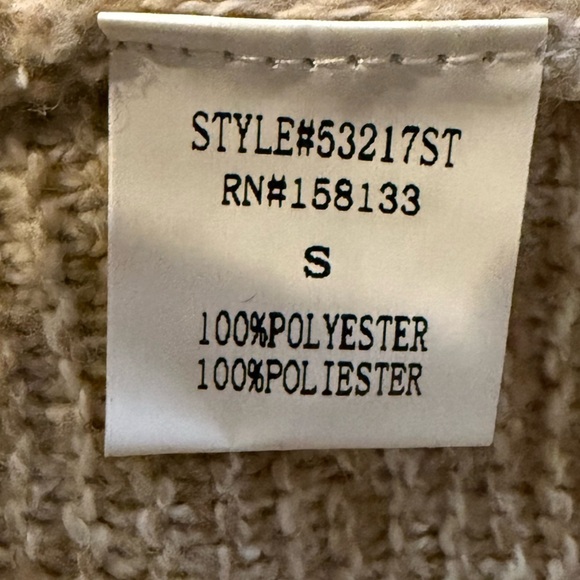 STYLE#53217ST
RN#158133
S
100%POLYESTER
100%POLIESTER